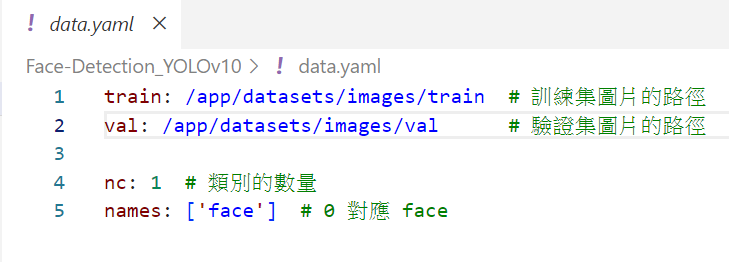 ! data.yaml ×
Face-Detection_YOLOv10 > ! data.yaml
1 train: /app/datasets/images/train # 訓練集圖片的路徑
2 val: /app/datasets/images/val # 驗證集圖片的路徑
3
4 nc: 1 # 類別的數量
5 names: ['face'] # 0 對應 face